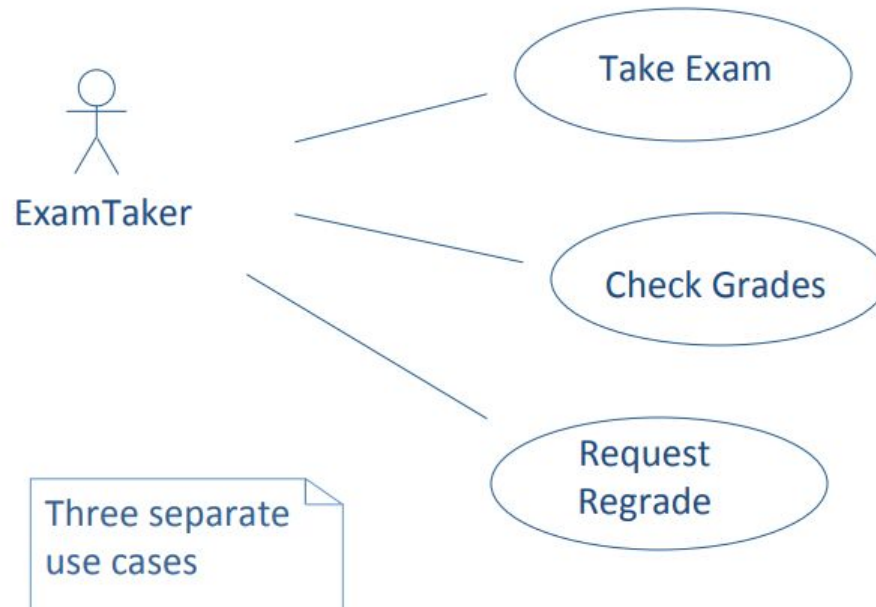 Take Exam
ExamTaker
Check Grades
Request
Regrade
Three separate
use cases